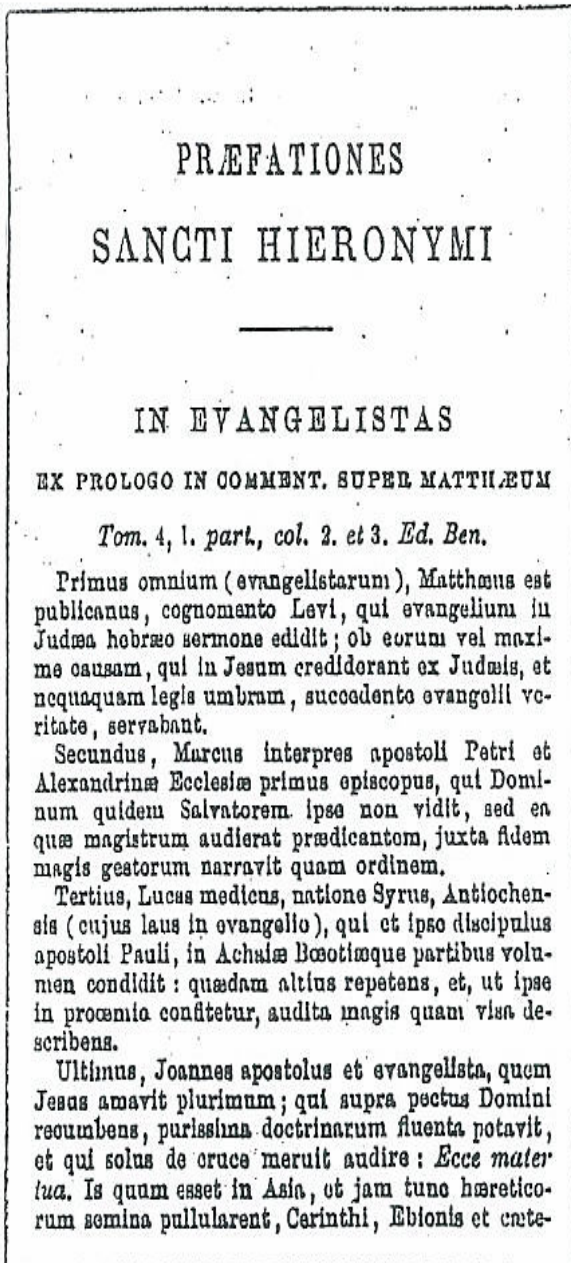 PRÆFATIONES
SANCTI HIERONYMI
IN EVANGELISTAS
EX PROLOGO IN COMMENT. SUPER MATTHÆUM
Tom. 4, 1. part., col. 2. et 3. Ed. Ben.
Primus omnium (evangelistarum), Matthæus est
publicanus, cognomento Levi, qui evangelium in
Judæa hebræo sermone edidit; ob eorum vel maxi-
me causam, qui in Jesum crediderant ex Judæis, et
nequaquam legis umbram, succedente evangelii ve-
ritate, servabant.
Secundus, Marcus interpres apostoli Petri et
Alexandrinæ Ecclesiæ primus episcopus, qui Domi-
num quidem Salvatorem ipse non vidit, sed ea
quæ magistrum audierat prædicantem, juxta fidem
magis gestorum narravit quam ordinem.
Tertius, Lucas medicus, natione Syrus, Antiochen-
sis (cujus laus in evangelio), qui et ipse discipulus
apostoli Pauli, in Achaiæ Bœotiæque partibus volu-
men condidit : quædam altius repetens, et, ut ipse
in proœmio confitetur, audita magis quam visa de-
scribens.
Ultimus, Joannes apostolus et evangelista, quem
Jesus amavit plurimum; qui supra pectus Domini
recumbens, purissima doctrinarum fluenta potavit,
et qui solus de cruce meruit audire : Ecce mater
tua. Is quum esset in Asia, et jam tunc hæretico-
rum semina pullularent, Cerinthi, Ebionis et cæte-